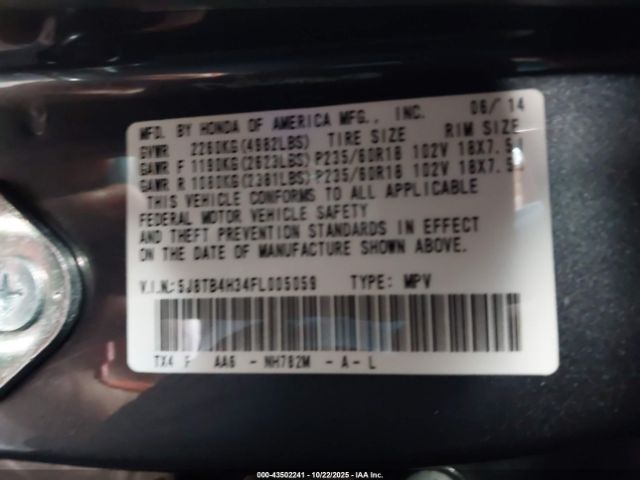 MFD. BY HONDA OF AMERICA MFG., INC. 06/ 14
GVWR 2260KG(4982LBS) TIRE SIZE RIM SIZE
GAWR F 1190KG(2623LBS)P235/60R18 102V 18X7.5J
GAWR R 1080KG(2381LBS)P235/60R18 102V 18X7.5J
THIS VEHICLE CONFORMS TO ALL APPLICABLE
FEDERAL MOTOR VEHICLE SAFETY
AND THEFT PREVENTION STANDARDS IN EFFECT
ON THE DATE OF MANUFACTURE SHOWN ABOVE.
V.I.N:5J8TB4H34FL005059 TYPE: MPV
TX4 F AA6 - NH782M - A - L
000-43502241 - 10/22/2025 - IAA Inc.